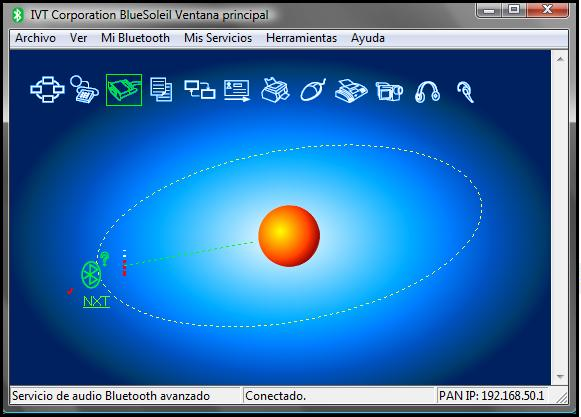 IVT Corporation BlueSoleil Ventana principal
Archivo Ver Mi Bluetooth Mis Servicios Herramientas Ayuda
?
NXT
Servicio de audio Bluetooth avanzado Conectado. PAN IP: 192.168.50.1